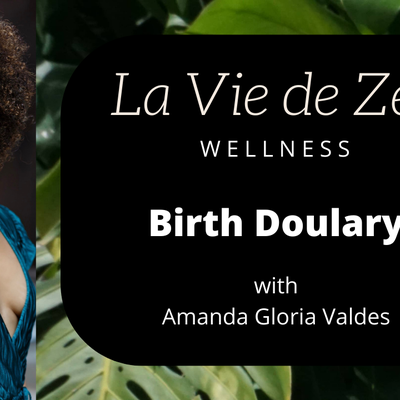 La Vie de Ze
WELLNESS
Birth Doulary
with
Amanda Gloria Valdes